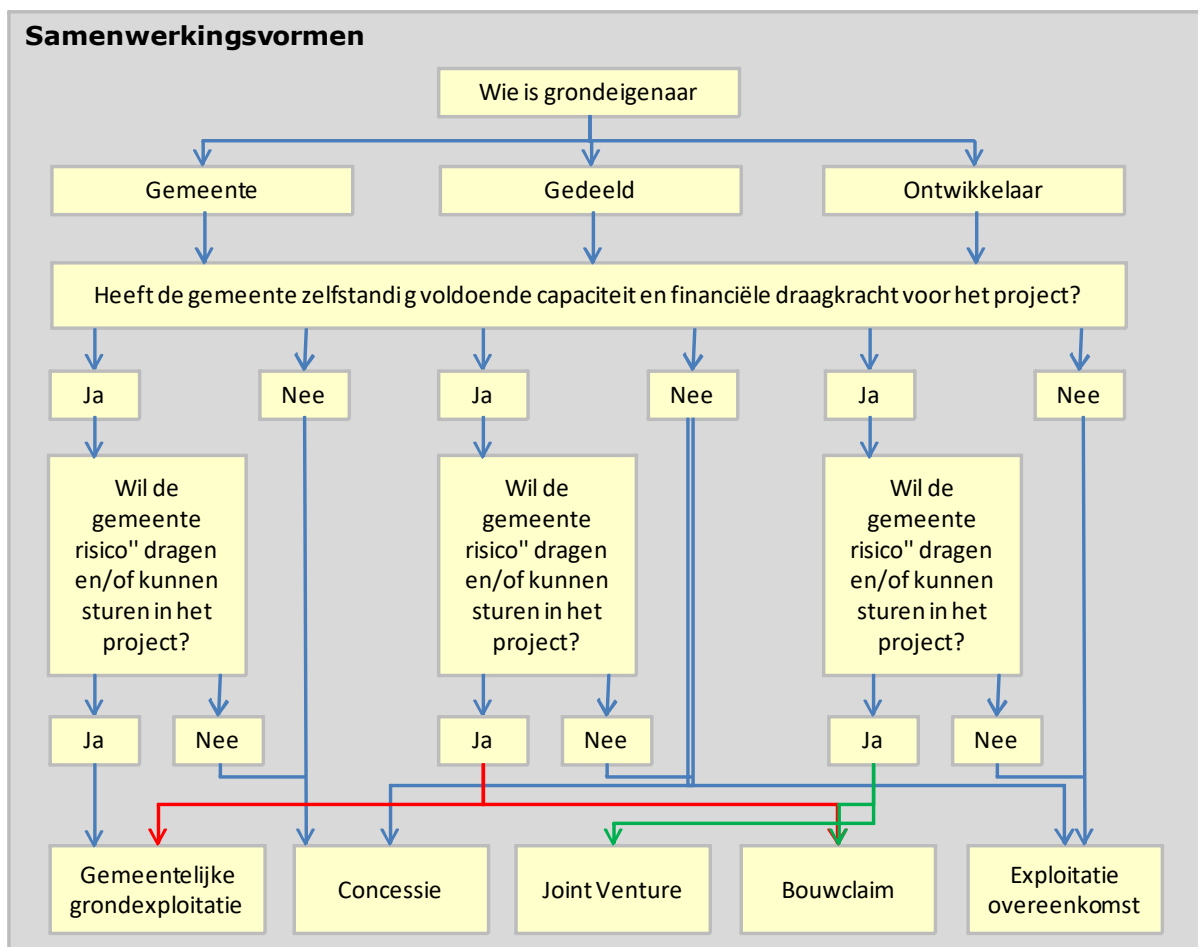 Samenwerkingsvormen
Wie is grondeigenaar
Gemeente
Gedeeld
Ontwikkelaar
Heeft de gemeente zelfstandi g voldoende capaciteit en financiële draagkracht voor het project?
Ja
Nee
Ja
Nee
Ja
Nee
Wil de
gemeente
risico" dragen
en/of kunnen
sturen in het
project?
Wil de
gemeente
risico" dragen
en/of kunnen
sturen in het
project?
Wil de
gemeente
risico" dragen
en/of kunnen
sturen in het
project?
Ja
Nee
Ja
Nee
Ja
Nee
Gemeentelijke
grondexploitatie
Concessie
Joint Venture
Bouwclaim
Exploitatie
overeenkomst